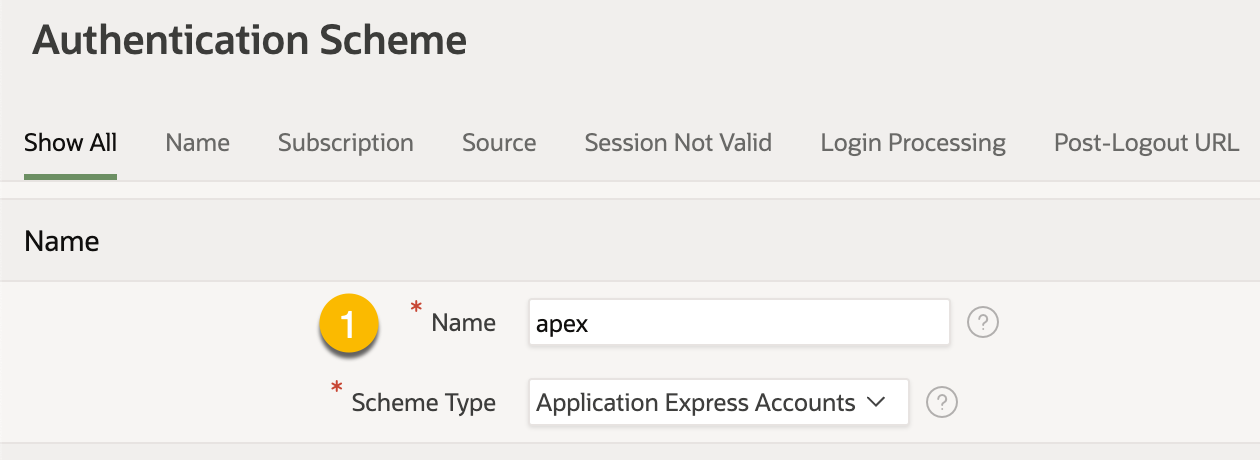 Authentication Scheme
Show All Name Subscription Source Session Not Valid Login Processing Post-Logout URL
Name
1 * Name apex ?
* Scheme Type Application Express Accounts ?